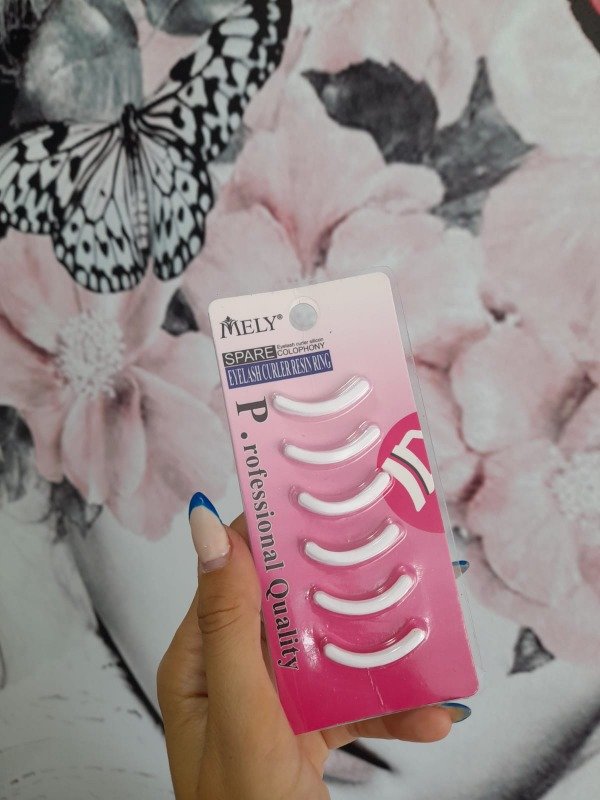 MELY®
SPARE
Eyelash curler silicon
COLOPHONY
EYELASH CURLER RESIN RING
P.rofessional Quality